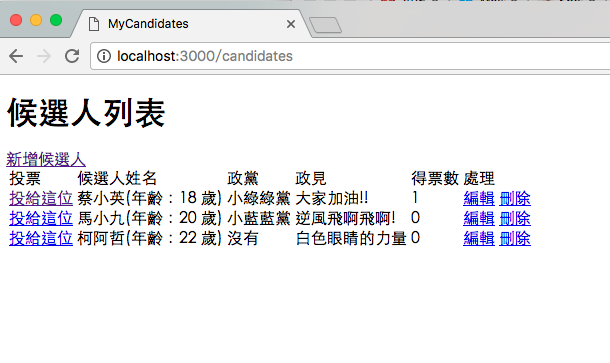 MyCandidates
localhost:3000/candidates
候選人列表
新增候選人
投票 候選人姓名 政黨 政見 得票數 處理
投給這位 蔡小英(年齡：18 歲) 小綠綠黨 大家加油!! 1 編輯 刪除
投給這位 馬小九(年齡：20 歲) 小藍藍黨 逆風飛啊飛啊! 0 編輯 刪除
投給這位 柯阿哲(年齡：22 歲) 沒有 白色眼睛的力量 0 編輯 刪除